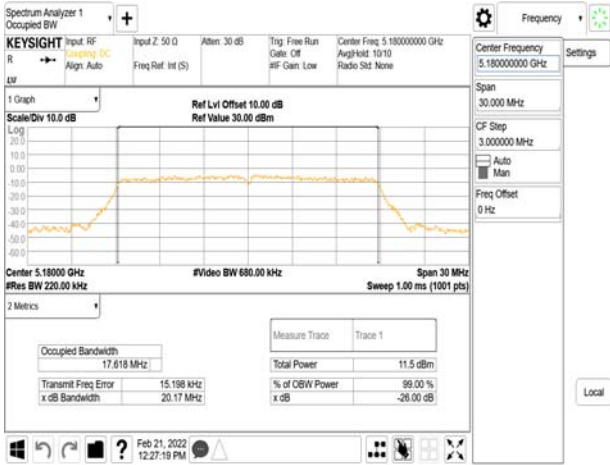 Spectrum Analyzer 1
Occupied BW
+
Frequency
KEYSIGHT
R
Input: RF
Coupling: DC
Align: Auto
Input Z: 50 Ω
Freq Ref: Int (S)
Atten: 30 dB
Trig: Free Run
Gate: Off
#IF Gain: Low
Center Freq: 5.180000000 GHz
Avg|Hold: 10/10
Radio Std: None
Center Frequency
5.180000000 GHz
Settings
Span
30.000 MHz
CF Step
3.000000 MHz
Auto
Man
Freq Offset
0 Hz
Local
1 Graph
Scale/Div 10.0 dB
Ref Lvl Offset 10.00 dB
Ref Value 30.00 dBm
Log
20.0
10.0
0.00
-10.0
-20.0
-30.0
-40.0
-50.0
-60.0
Center 5.18000 GHz
#Res BW 220.00 kHz
#Video BW 680.00 kHz
Span 30 MHz
Sweep 1.00 ms (1001 pts)
2 Metrics
Measure Trace Trace 1
Occupied Bandwidth
17.618 MHz
Total Power 11.5 dBm
Transmit Freq Error 15.198 kHz
% of OBW Power 99.00 %
x dB Bandwidth 20.17 MHz
x dB -26.00 dB
?
Feb 21, 2022
12:27:19 PM